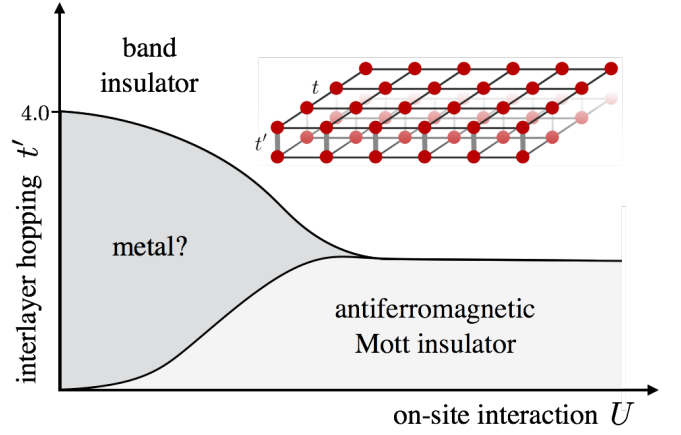 band
insulator
t
4.0
t′
metal?
antiferromagnetic
Mott insulator
interlayer hopping t′
on-site interaction U